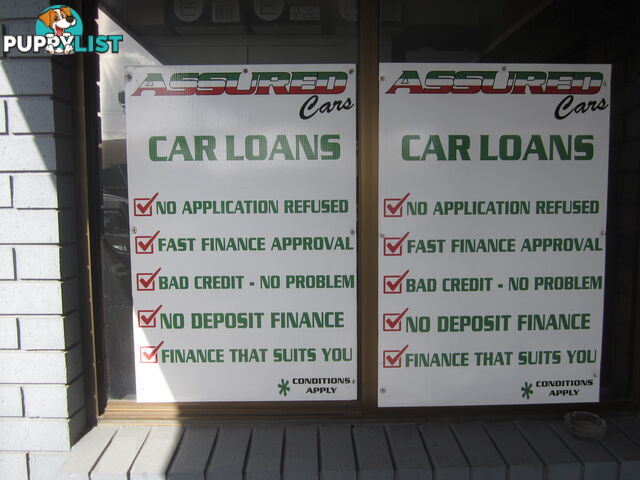 PUPPYLIST
ASSURED
Cars
CAR LOANS
NO APPLICATION REFUSED
FAST FINANCE APPROVAL
BAD CREDIT - NO PROBLEM
NO DEPOSIT FINANCE
FINANCE THAT SUITS YOU
* CONDITIONS
APPLY
ASSURED
Cars
CAR LOANS
NO APPLICATION REFUSED
FAST FINANCE APPROVAL
BAD CREDIT - NO PROBLEM
NO DEPOSIT FINANCE
FINANCE THAT SUITS YOU
* CONDITIONS
APPLY